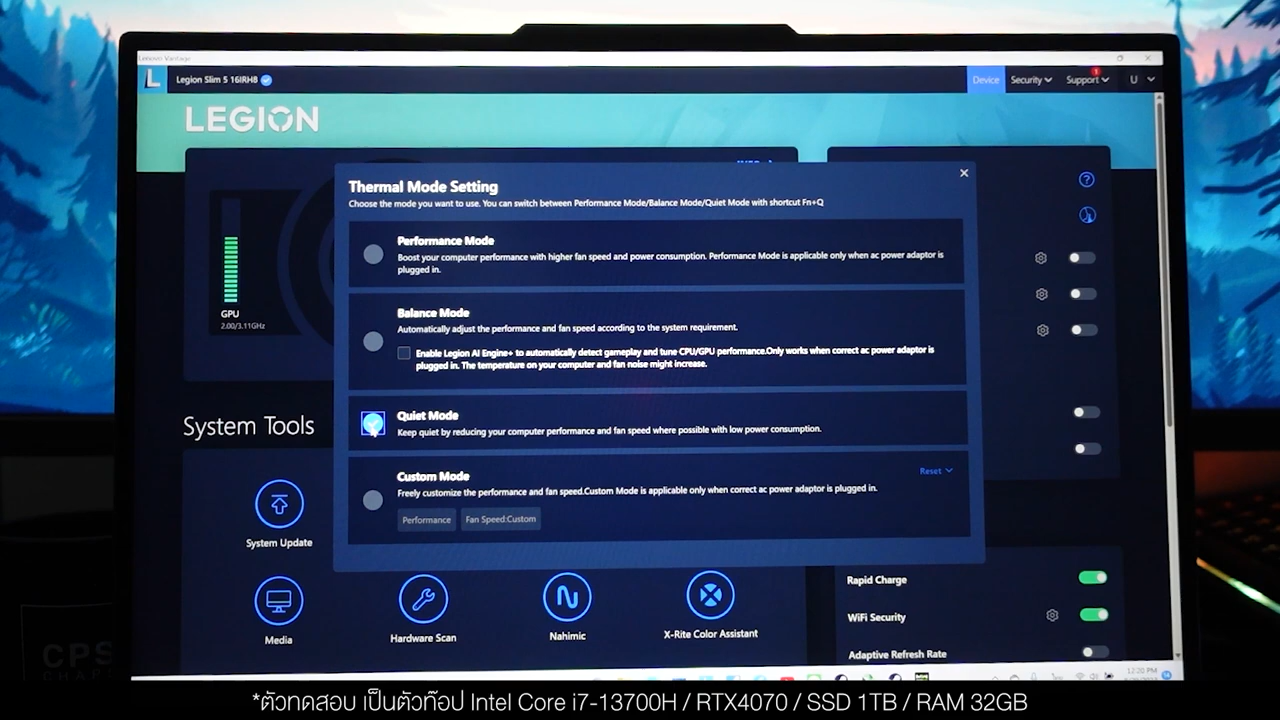 Lenovo Vantage
L Legion Slim 5 16IRH8 Device Security Support 1 U
LEGION
Thermal Mode Setting
Choose the mode you want to use. You can switch between Performance Mode/Balance Mode/Quiet Mode with shortcut Fn+Q
Performance Mode
Boost your computer performance with higher fan speed and power consumption. Performance Mode is applicable only when ac power adaptor is
plugged in.
GPU
2.00/3.11GHz
Balance Mode
Automatically adjust the performance and fan speed according to the system requirement.
Enable Legion AI Engine+ to automatically detect gameplay and tune CPU/GPU performance.Only works when correct ac power adaptor is
plugged in. The temperature on your computer and fan noise might increase.
Quiet Mode
Keep quiet by reducing your computer performance and fan speed where possible with low power consumption.
Custom Mode
Reset
Freely customize the performance and fan speed.Custom Mode is applicable only when correct ac power adaptor is plugged in.
Performance Fan Speed:Custom
System Tools
System Update
Media
Hardware Scan
Nahimic
X-Rite Color Assistant
Rapid Charge
WiFi Security
Adaptive Refresh Rate
12:20 PM
CPS
*ตัวทดสอบ เป็นตัวท๊อป Intel Core i7-13700H / RTX4070 / SSD 1TB / RAM 32GB